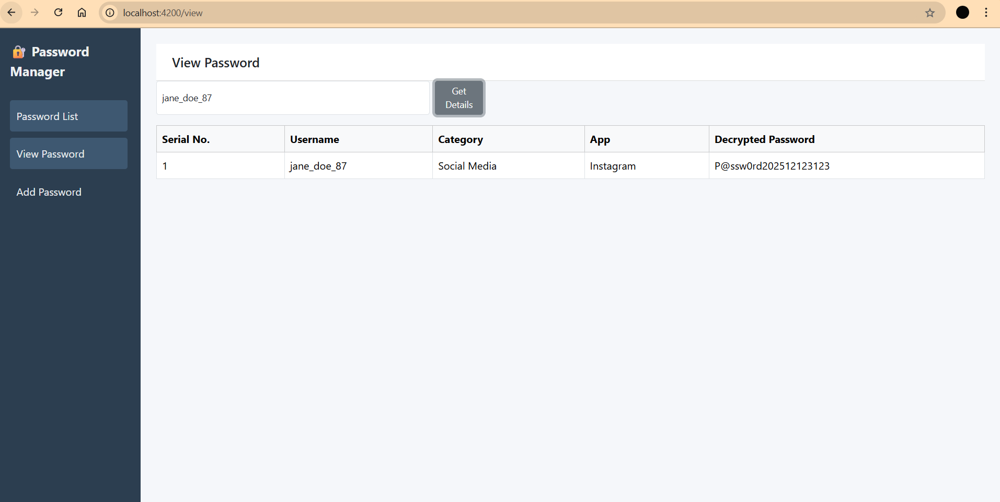 localhost:4200/view
🔐 Password
Manager
Password List
View Password
Add Password
View Password
jane_doe_87
Get
Details
Serial No. Username Category App Decrypted Password
1 jane_doe_87 Social Media Instagram P@ssw0rd202512123123